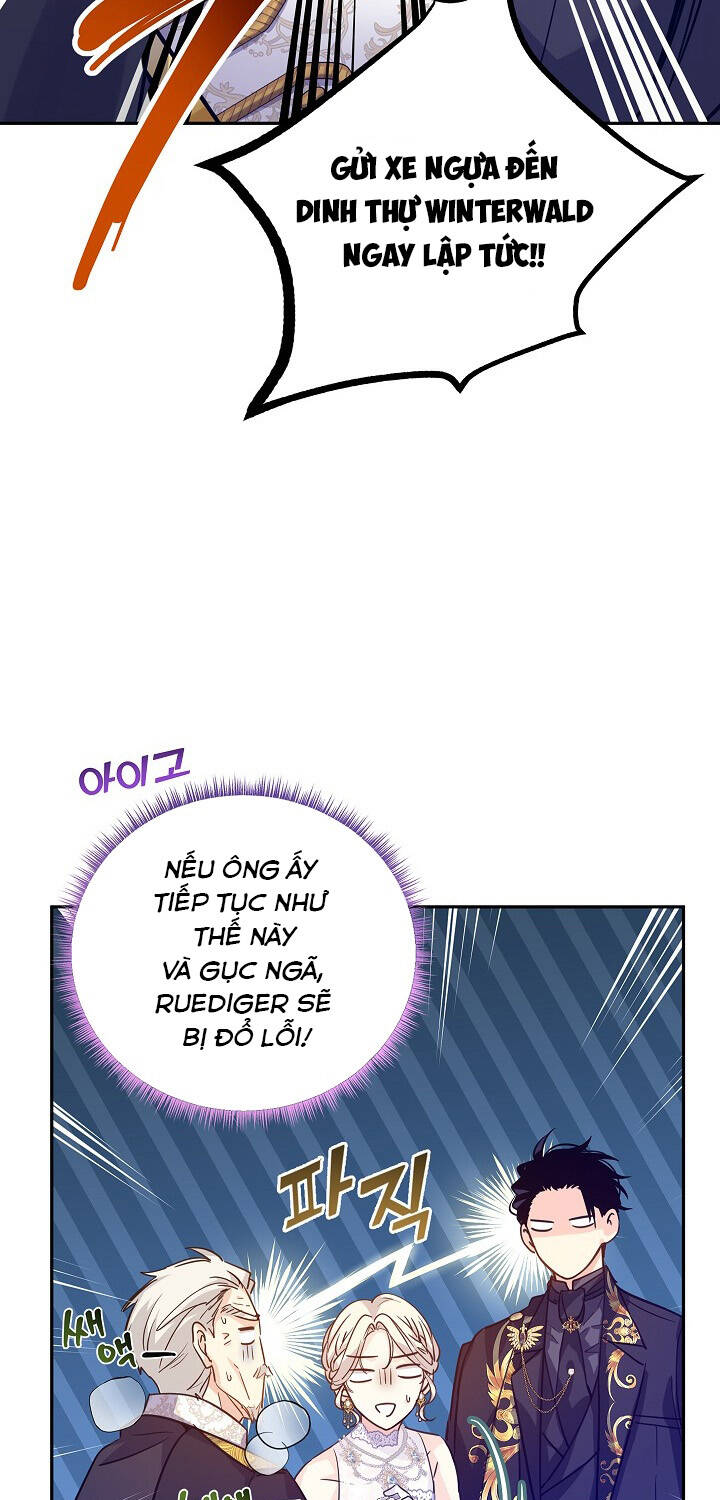 GỬI XE NGỰA ĐẾN
DINH THỰ WINTERWALD
NGAY LẬP TỨC!!
아이고
NẾU ÔNG ẤY
TIẾP TỤC NHƯ
THẾ NÀY
VÀ GỤC NGÃ,
RUEDIGER SẼ
BỊ ĐỔ LỖI!
파직
쌔액